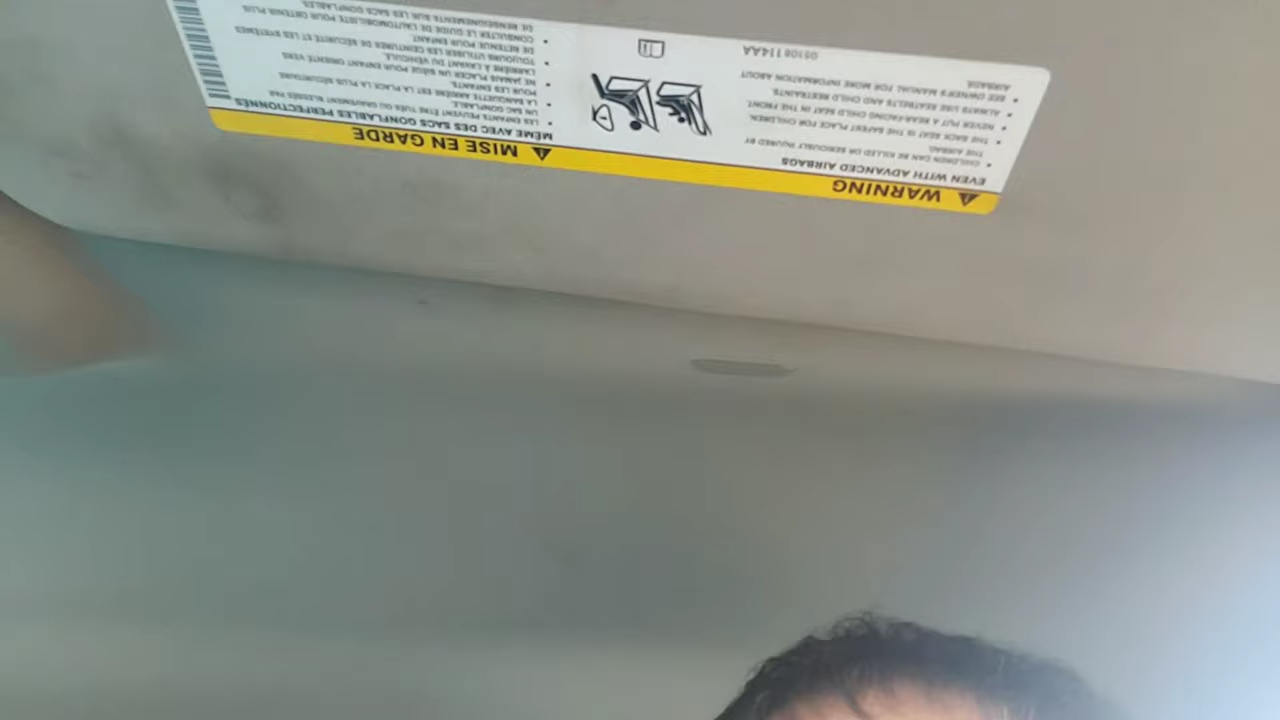 WARNING
EVEN WITH ADVANCED AIRBAGS
• CHILDREN CAN BE KILLED OR SERIOUSLY INJURED BY
THE AIRBAG.
• THE BACK SEAT IS THE SAFEST PLACE FOR CHILDREN.
• NEVER PUT A REAR-FACING CHILD SEAT IN THE FRONT.
• ALWAYS USE SEATBELTS AND CHILD RESTRAINTS.
• SEE OWNER'S MANUAL FOR MORE INFORMATION ABOUT
AIRBAGS.
05108114AA
MISE EN GARDE
MÊME AVEC DES SACS GONFLABLES PERFECTIONNÉS
• LES ENFANTS PEUVENT ÊTRE TUÉS OU GRAVEMENT BLESSÉS PAR
UN SAC GONFLABLE.
• LA BANQUETTE ARRIÈRE EST LA PLACE LA PLUS SÉCURITAIRE
POUR LES ENFANTS.
• NE JAMAIS PLACER UN SIÈGE POUR ENFANT ORIENTÉ VERS
L'ARRIÈRE À L'AVANT DU VÉHICULE.
• TOUJOURS UTILISER LES CEINTURES DE SÉCURITÉ ET LES SYSTÈMES
DE RETENUE POUR ENFANT.
• CONSULTER LE GUIDE DE L'AUTOMOBILISTE POUR OBTENIR PLUS
DE RENSEIGNEMENTS SUR LES SACS GONFLABLES.